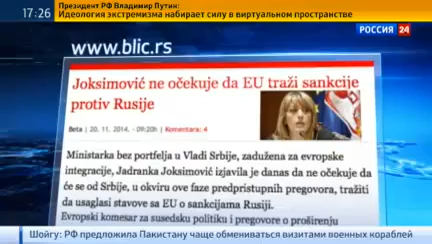 17:26
Президент РФ Владимир Путин:
Идеология экстремизма набирает силу в виртуальном пространстве
РОССИЯ 24
www.blic.rs
Joksimović ne očekuje da EU traži sankcije
protiv Rusije
Beta | 20. 11. 2014. - 09:20h | Komentara: 4
Ministarka bez portfelja u Vladi Srbije, zadužena za evropske
integracije, Jadranka Joksimović izjavila je danas da ne očekuje da
će se od Srbije, u okviru ove faze predpristupnih pregovora, tražiti
da usaglasi stavove sa EU o sankcijama Rusiji.
Evropski komesar za susedsku politiku i pregovore o proširenju
Шойгу: РФ предложила Пакистану чаще обмениваться визитами военных кораблей